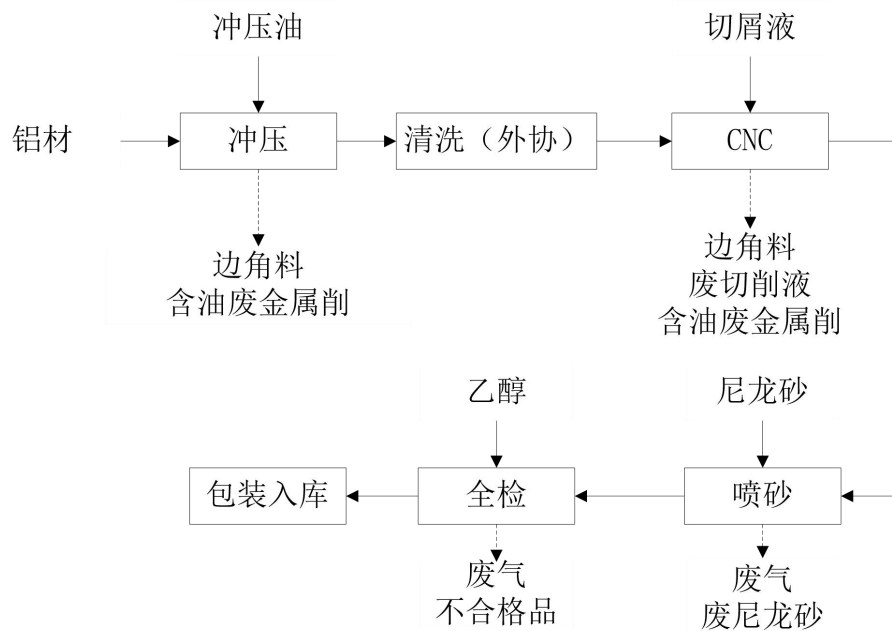 冲压油
切屑液
铝材
冲压
清洗（外协）
CNC
边角料
含油废金属削
边角料
废切削液
含油废金属削
乙醇
尼龙砂
包装入库
全检
喷砂
废气
不合格品
废气
废尼龙砂